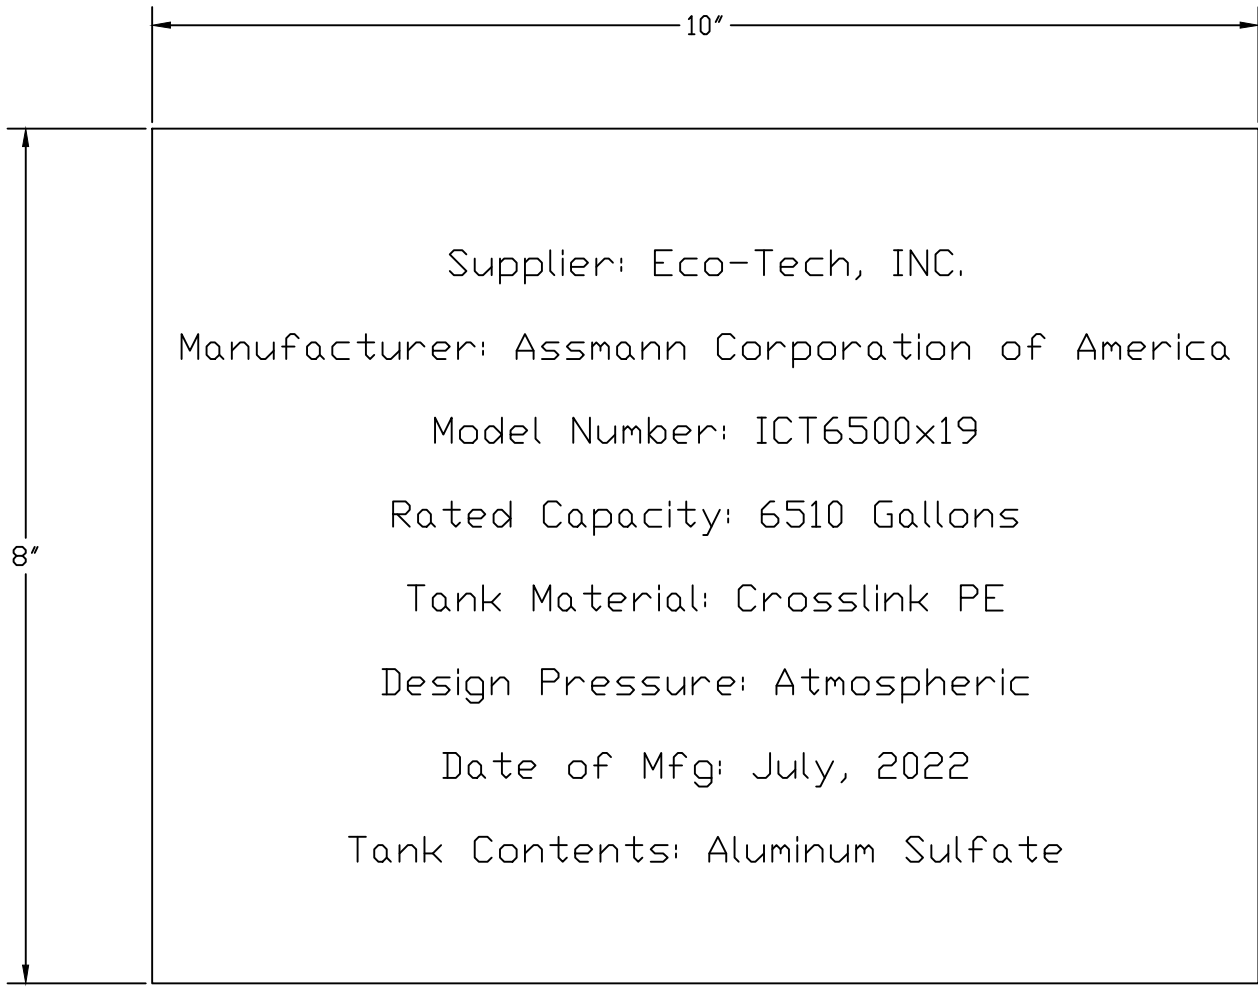 10"
Supplier: Eco-Tech, INC.
Manufacturer: Assmann Corporation of America
Model Number: ICT6500x19
Rated Capacity: 6510 Gallons
8"
Tank Material: Crosslink PE
Design Pressure: Atmospheric
Date of Mfg: July, 2022
Tank Contents: Aluminum Sulfate